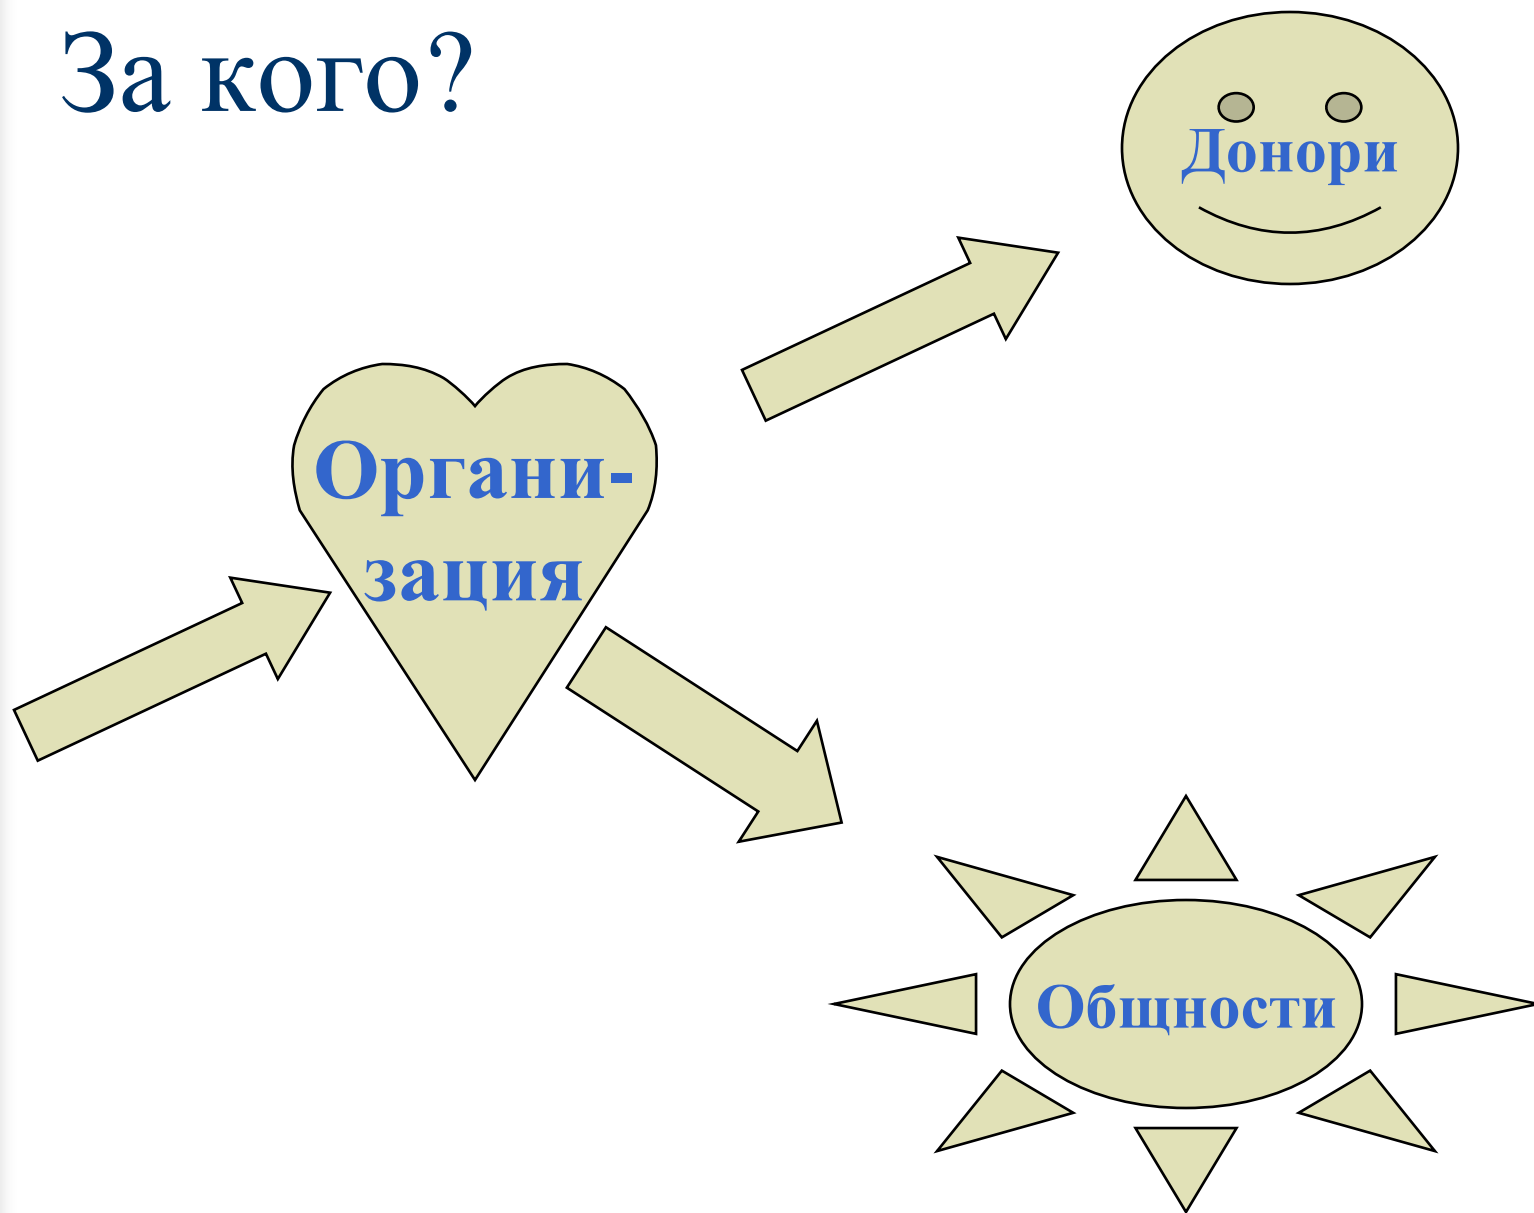 За кого?
Донори
Органи-
зация
Общности